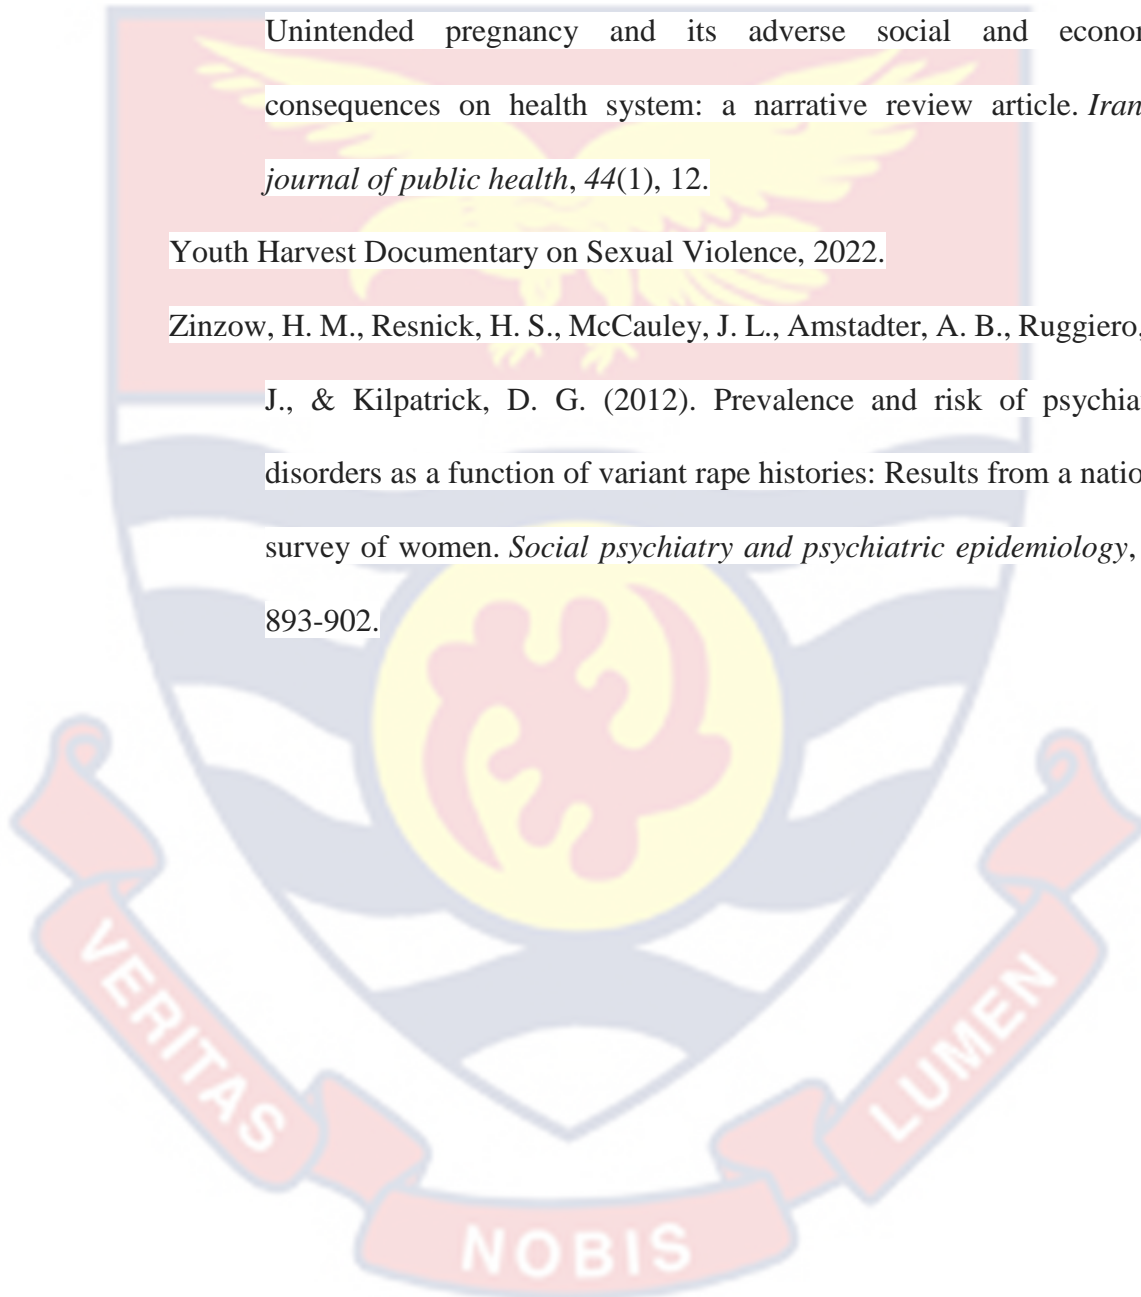 Unintended pregnancy and its adverse social and econo
consequences on health system: a narrative review article. Iran
journal of public health, 44(1), 12.
Youth Harvest Documentary on Sexual Violence, 2022.
Zinzow, H. M., Resnick, H. S., McCauley, J. L., Amstadter, A. B., Ruggiero,
J., & Kilpatrick, D. G. (2012). Prevalence and risk of psychia
disorders as a function of variant rape histories: Results from a natio
survey of women. Social psychiatry and psychiatric epidemiology,
893-902.
VERITAS
NOBIS
LUMEN